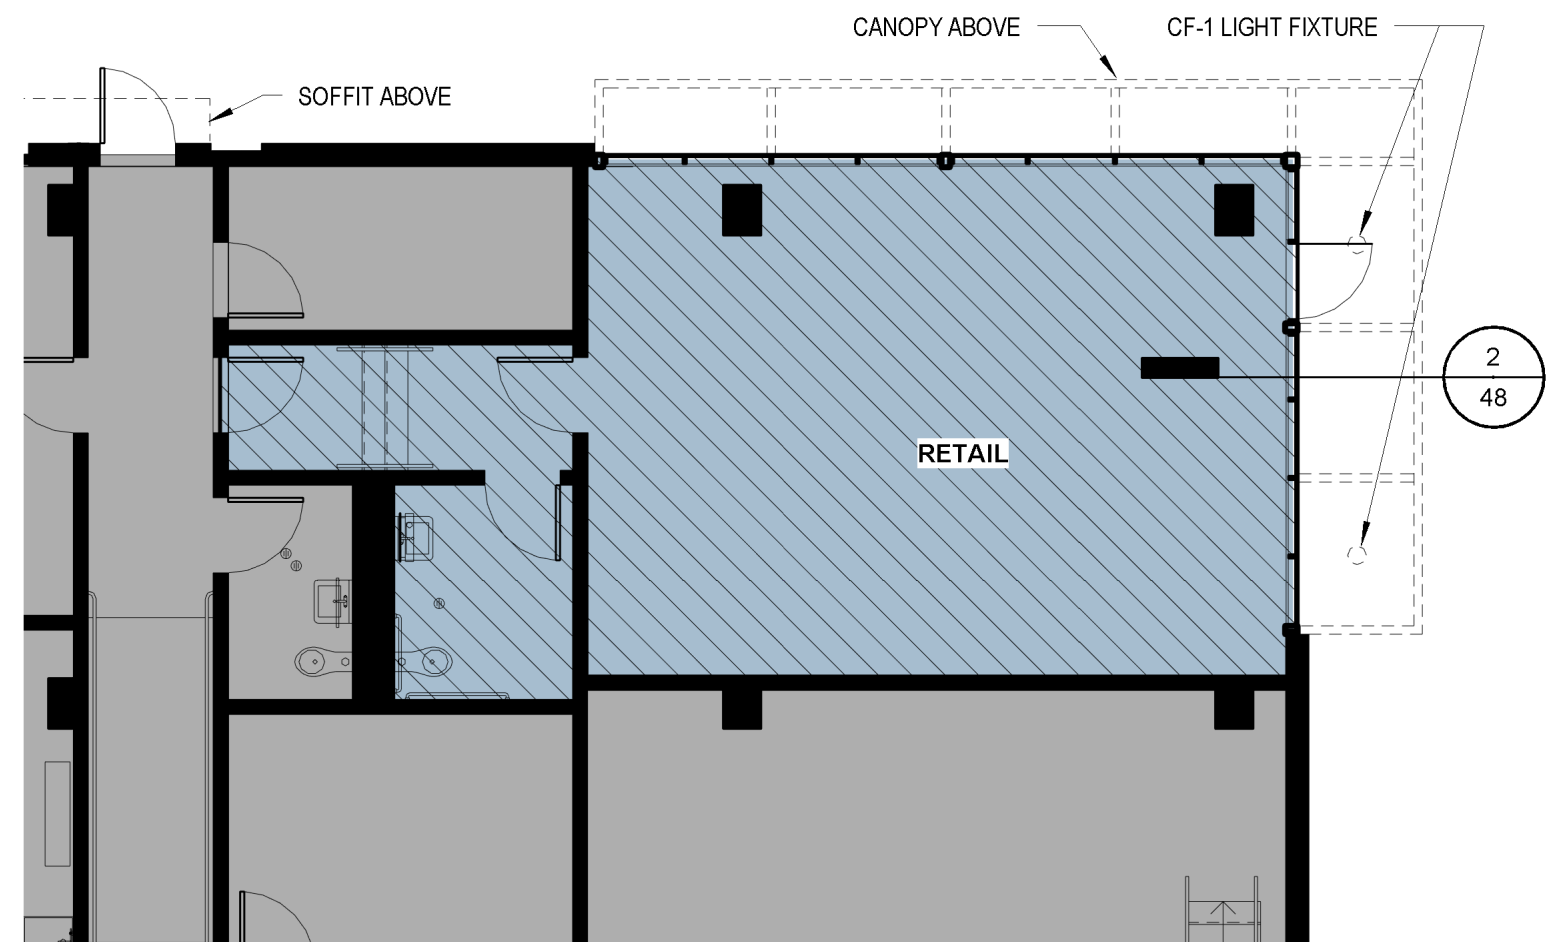 CANOPY ABOVE
CF-1 LIGHT FIXTURE
SOFFIT ABOVE
2
48
RETAIL